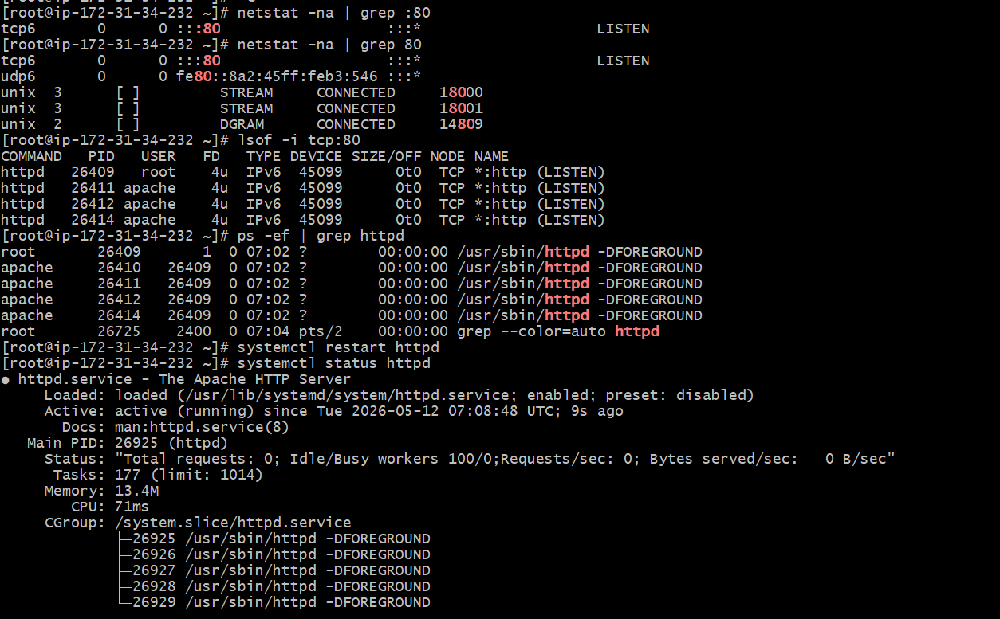 [root@ip-172-31-34-232 ~]# netstat -na | grep :80
tcp6       0      0 :::80                   :::*                    LISTEN
[root@ip-172-31-34-232 ~]# netstat -na | grep 80
tcp6       0      0 :::80                   :::*                    LISTEN
udp6       0      0 fe80::8a2:45ff:feb3:546 :::*
unix  3      [ ]         STREAM     CONNECTED     18000
unix  3      [ ]         STREAM     CONNECTED     18001
unix  2      [ ]         DGRAM      CONNECTED     14809
[root@ip-172-31-34-232 ~]# lsof -i tcp:80
COMMAND   PID   USER   FD   TYPE DEVICE SIZE/OFF NODE NAME
httpd   26409   root    4u  IPv6  45099      0t0  TCP *:http (LISTEN)
httpd   26411 apache    4u  IPv6  45099      0t0  TCP *:http (LISTEN)
httpd   26412 apache    4u  IPv6  45099      0t0  TCP *:http (LISTEN)
httpd   26414 apache    4u  IPv6  45099      0t0  TCP *:http (LISTEN)
[root@ip-172-31-34-232 ~]# ps -ef | grep httpd
root       26409       1  0 07:02 ?        00:00:00 /usr/sbin/httpd -DFOREGROUND
apache     26410   26409  0 07:02 ?        00:00:00 /usr/sbin/httpd -DFOREGROUND
apache     26411   26409  0 07:02 ?        00:00:00 /usr/sbin/httpd -DFOREGROUND
apache     26412   26409  0 07:02 ?        00:00:00 /usr/sbin/httpd -DFOREGROUND
apache     26414   26409  0 07:02 ?        00:00:00 /usr/sbin/httpd -DFOREGROUND
root       26725    2400  0 07:04 pts/2    00:00:00 grep --color=auto httpd
[root@ip-172-31-34-232 ~]# systemctl restart httpd
[root@ip-172-31-34-232 ~]# systemctl status httpd
● httpd.service - The Apache HTTP Server
     Loaded: loaded (/usr/lib/systemd/system/httpd.service; enabled; preset: disabled)
     Active: active (running) since Tue 2026-05-12 07:08:48 UTC; 9s ago
       Docs: man:httpd.service(8)
   Main PID: 26925 (httpd)
     Status: "Total requests: 0; Idle/Busy workers 100/0;Requests/sec: 0; Bytes served/sec:   0 B/sec"
      Tasks: 177 (limit: 1014)
     Memory: 13.4M
        CPU: 71ms
     CGroup: /system.slice/httpd.service
             ├─26925 /usr/sbin/httpd -DFOREGROUND
             ├─26926 /usr/sbin/httpd -DFOREGROUND
             ├─26927 /usr/sbin/httpd -DFOREGROUND
             ├─26928 /usr/sbin/httpd -DFOREGROUND
             └─26929 /usr/sbin/httpd -DFOREGROUND